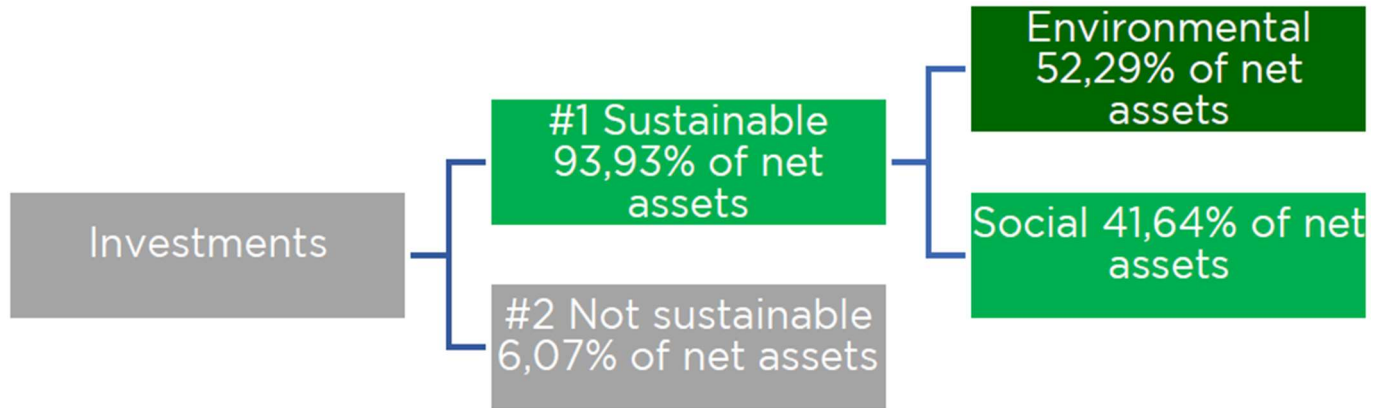 Investments
#1 Sustainable
93,93% of net
assets
#2 Not sustainable
6,07% of net assets
Environmental
52,29% of net
assets
Social 41,64% of net
assets